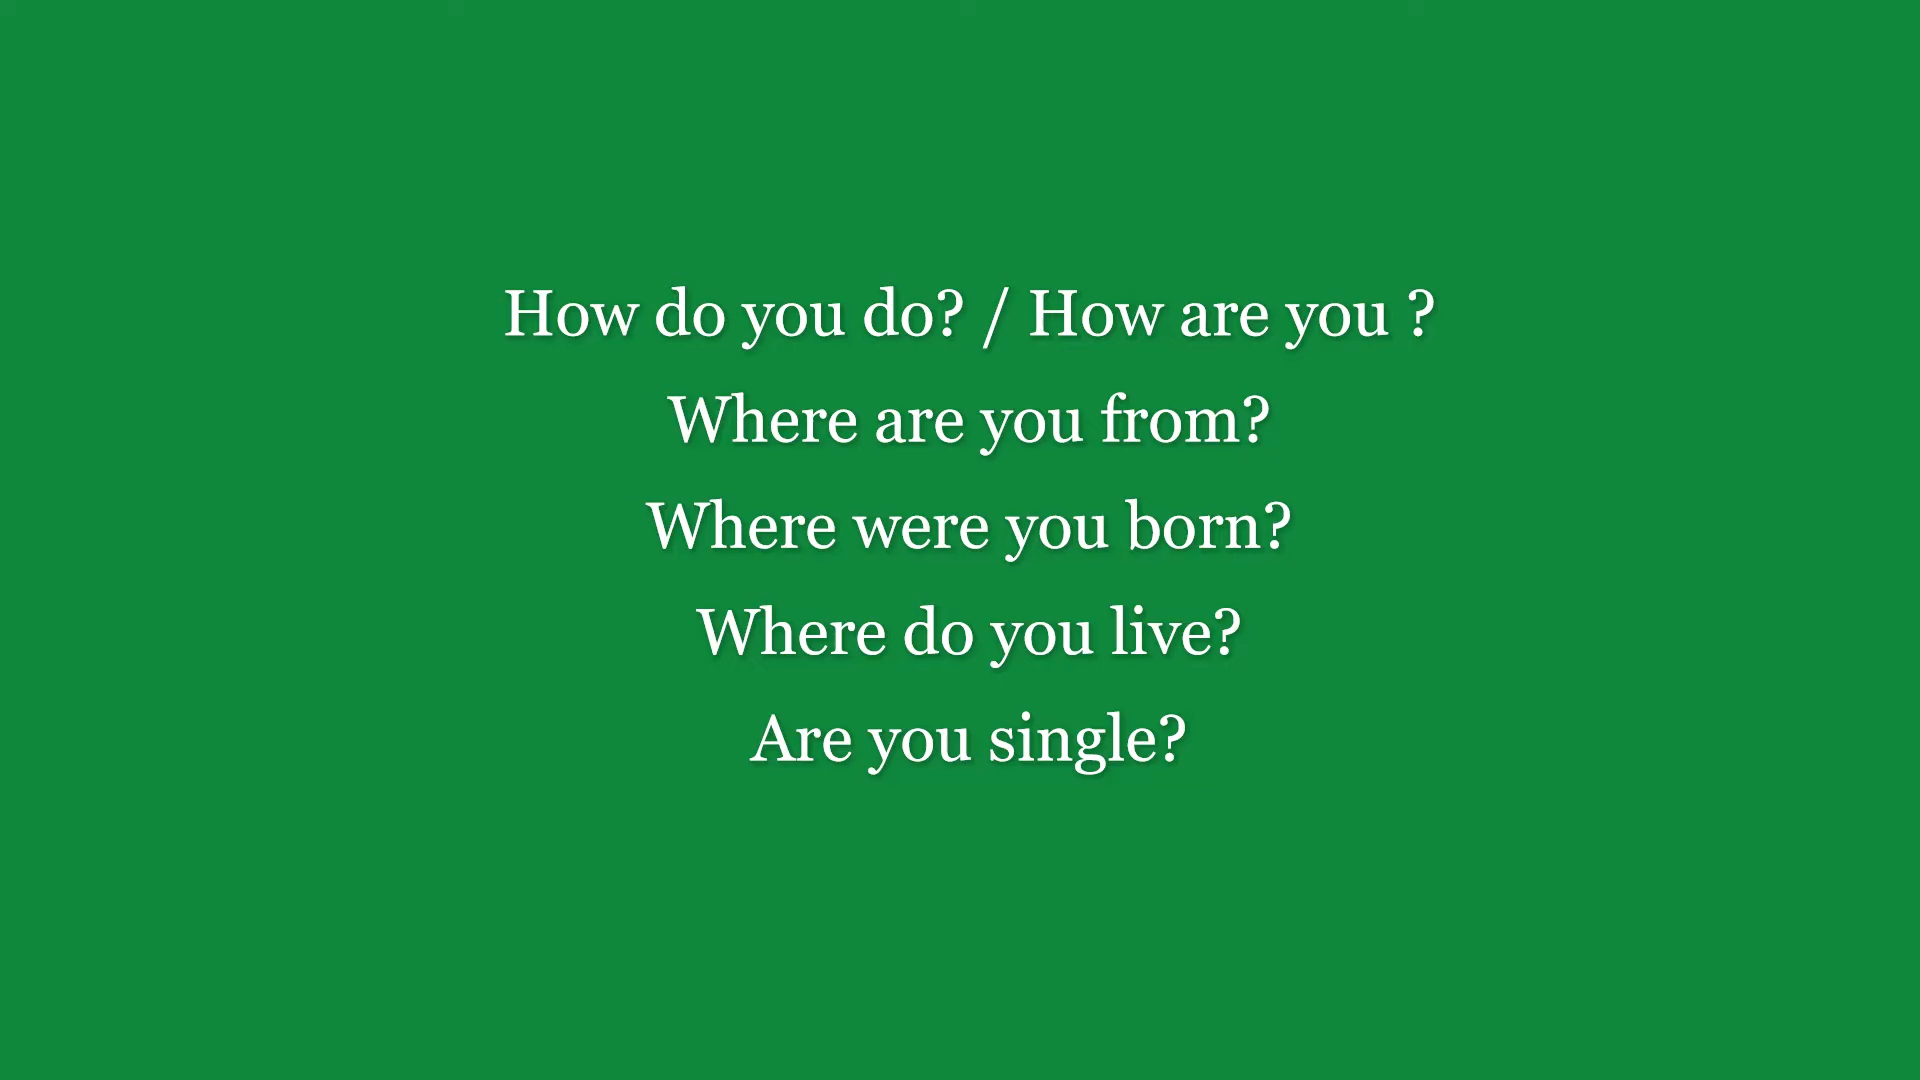 How do you do? / How are you ?
Where are you from?
Where were you born?
Where do you live?
Are you single?